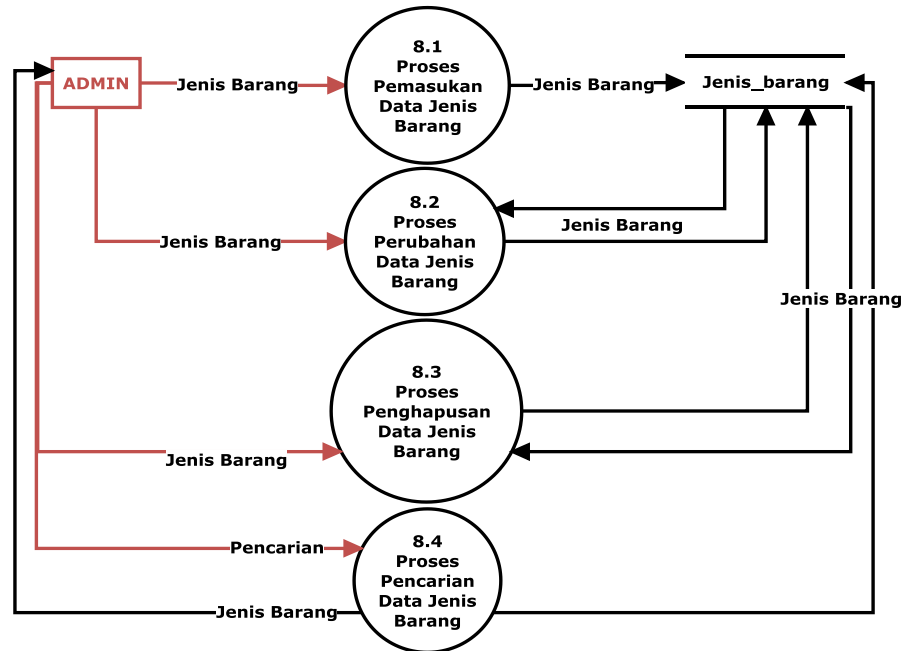 8.1
Proses
Pemasukan
Data Jenis
Barang
ADMIN
Jenis Barang
Jenis Barang
Jenis_barang
8.2
Proses
Perubahan
Data Jenis
Barang
Jenis Barang
Jenis Barang
Jenis Barang
8.3
Proses
Penghapusan
Data Jenis
Barang
Jenis Barang
8.4
Proses
Pencarian
Data Jenis
Barang
Pencarian
Jenis Barang